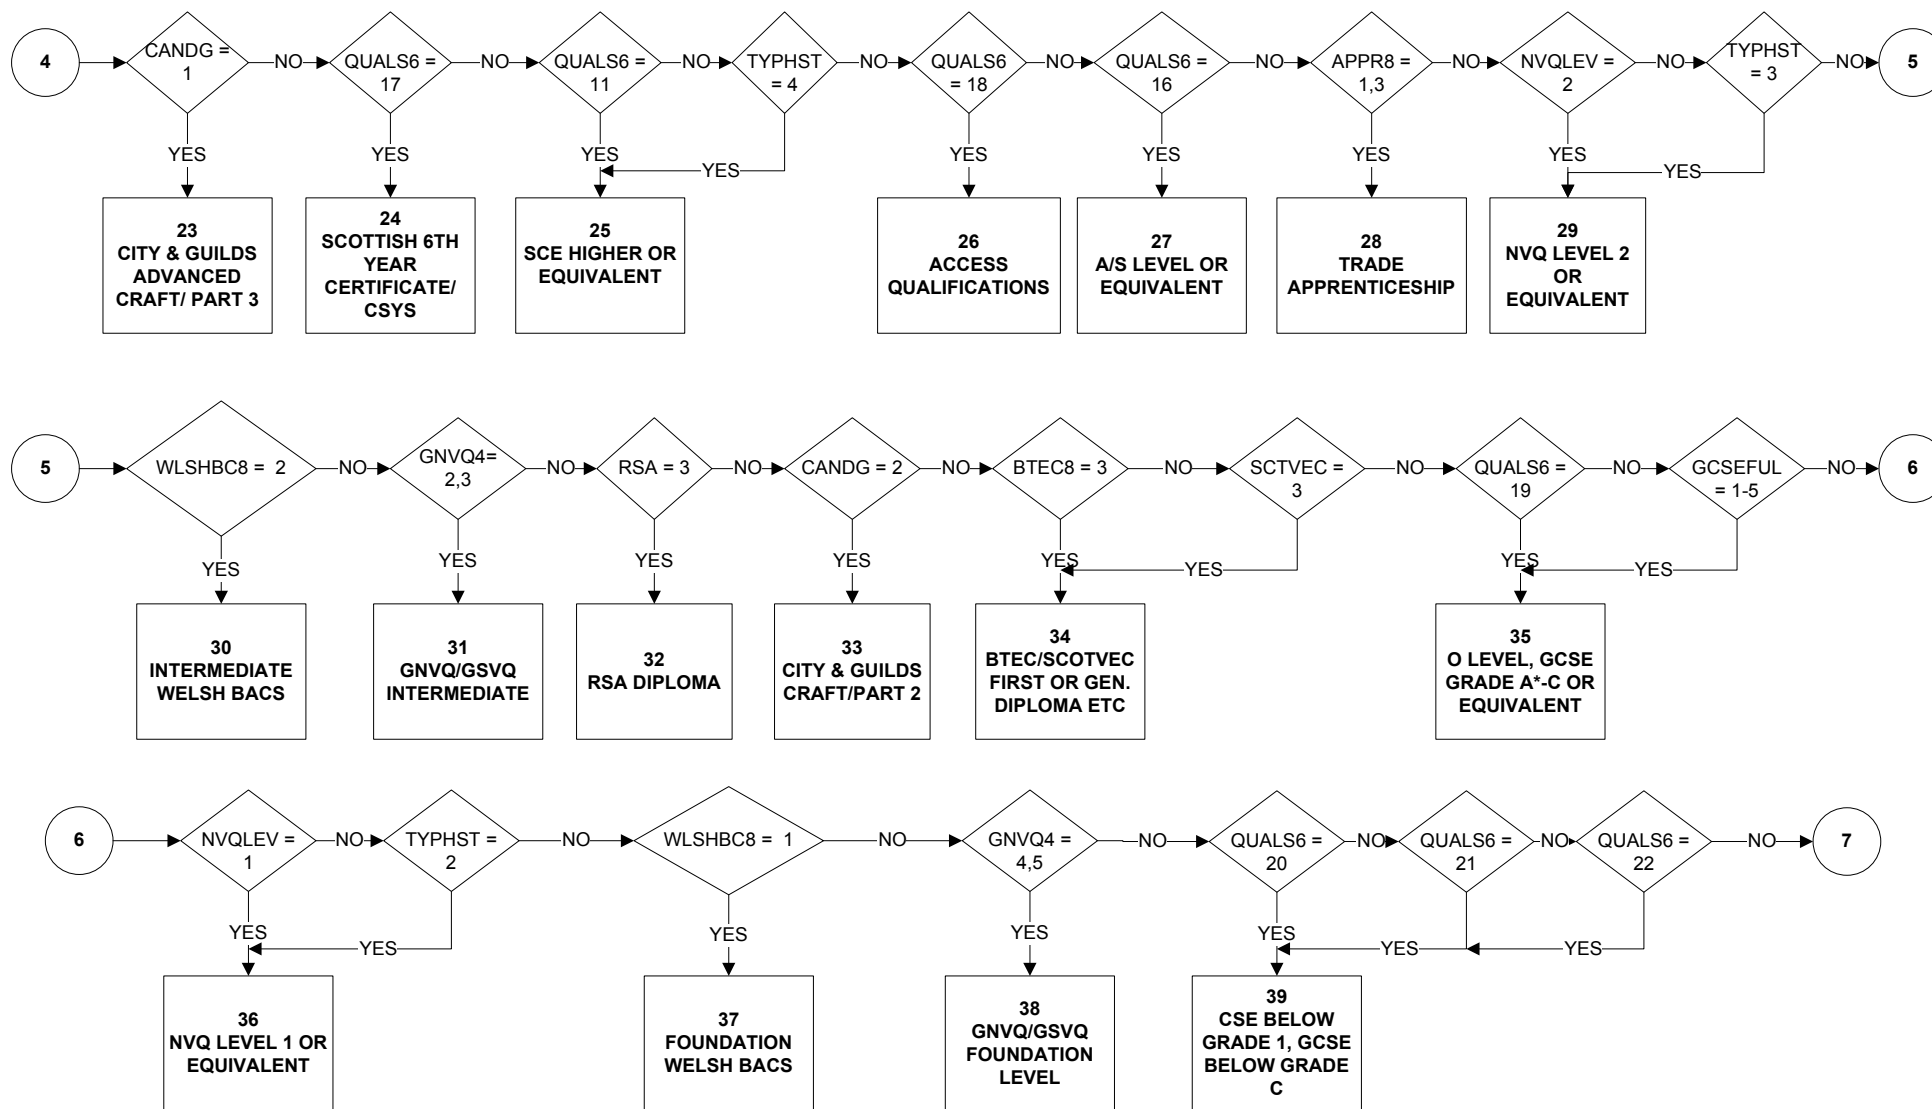 4
CANDG =
1
NO
QUALS6 =
17
NO
QUALS6 =
11
NO
TYPHST
= 4
NO
QUALS6
= 18
NO
QUALS6 =
16
NO
APPR8 =
1,3
NO
NVQLEV =
2
NO
TYPHST
= 3
NO
5
YES
YES
YES
YES
YES
YES
YES
YES
YES
23
CITY & GUILDS
ADVANCED
CRAFT/ PART 3
24
SCOTTISH 6TH
YEAR
CERTIFICATE/
CSYS
25
SCE HIGHER OR
EQUIVALENT
26
ACCESS
QUALIFICATIONS
27
A/S LEVEL OR
EQUIVALENT
28
TRADE
APPRENTICESHIP
29
NVQ LEVEL 2
OR
EQUIVALENT
5
WLSHBC8 = 2
NO
GNVQ4=
2,3
NO
RSA = 3
NO
CANDG = 2
NO
BTEC8 = 3
NO
SCTVEC =
3
NO
QUALS6 =
19
NO
GCSEFUL
= 1-5
NO
6
YES
YES
YES
YES
YES
YES
YES
YES
30
INTERMEDIATE
WELSH BACS
31
GNVQ/GSVQ
INTERMEDIATE
32
RSA DIPLOMA
33
CITY & GUILDS
CRAFT/PART 2
34
BTEC/SCOTVEC
FIRST OR GEN.
DIPLOMA ETC
35
O LEVEL, GCSE
GRADE A*-C OR
EQUIVALENT
6
NVQLEV =
1
NO
TYPHST =
2
NO
WLSHBC8 = 1
NO
GNVQ4 =
4,5
NO
QUALS6 =
20
NO
QUALS6 =
21
NO
QUALS6 =
22
NO
7
YES
YES
YES
YES
YES
YES
YES
36
NVQ LEVEL 1 OR
EQUIVALENT
37
FOUNDATION
WELSH BACS
38
GNVQ/GSVQ
FOUNDATION
LEVEL
39
CSE BELOW
GRADE 1, GCSE
BELOW GRADE
C